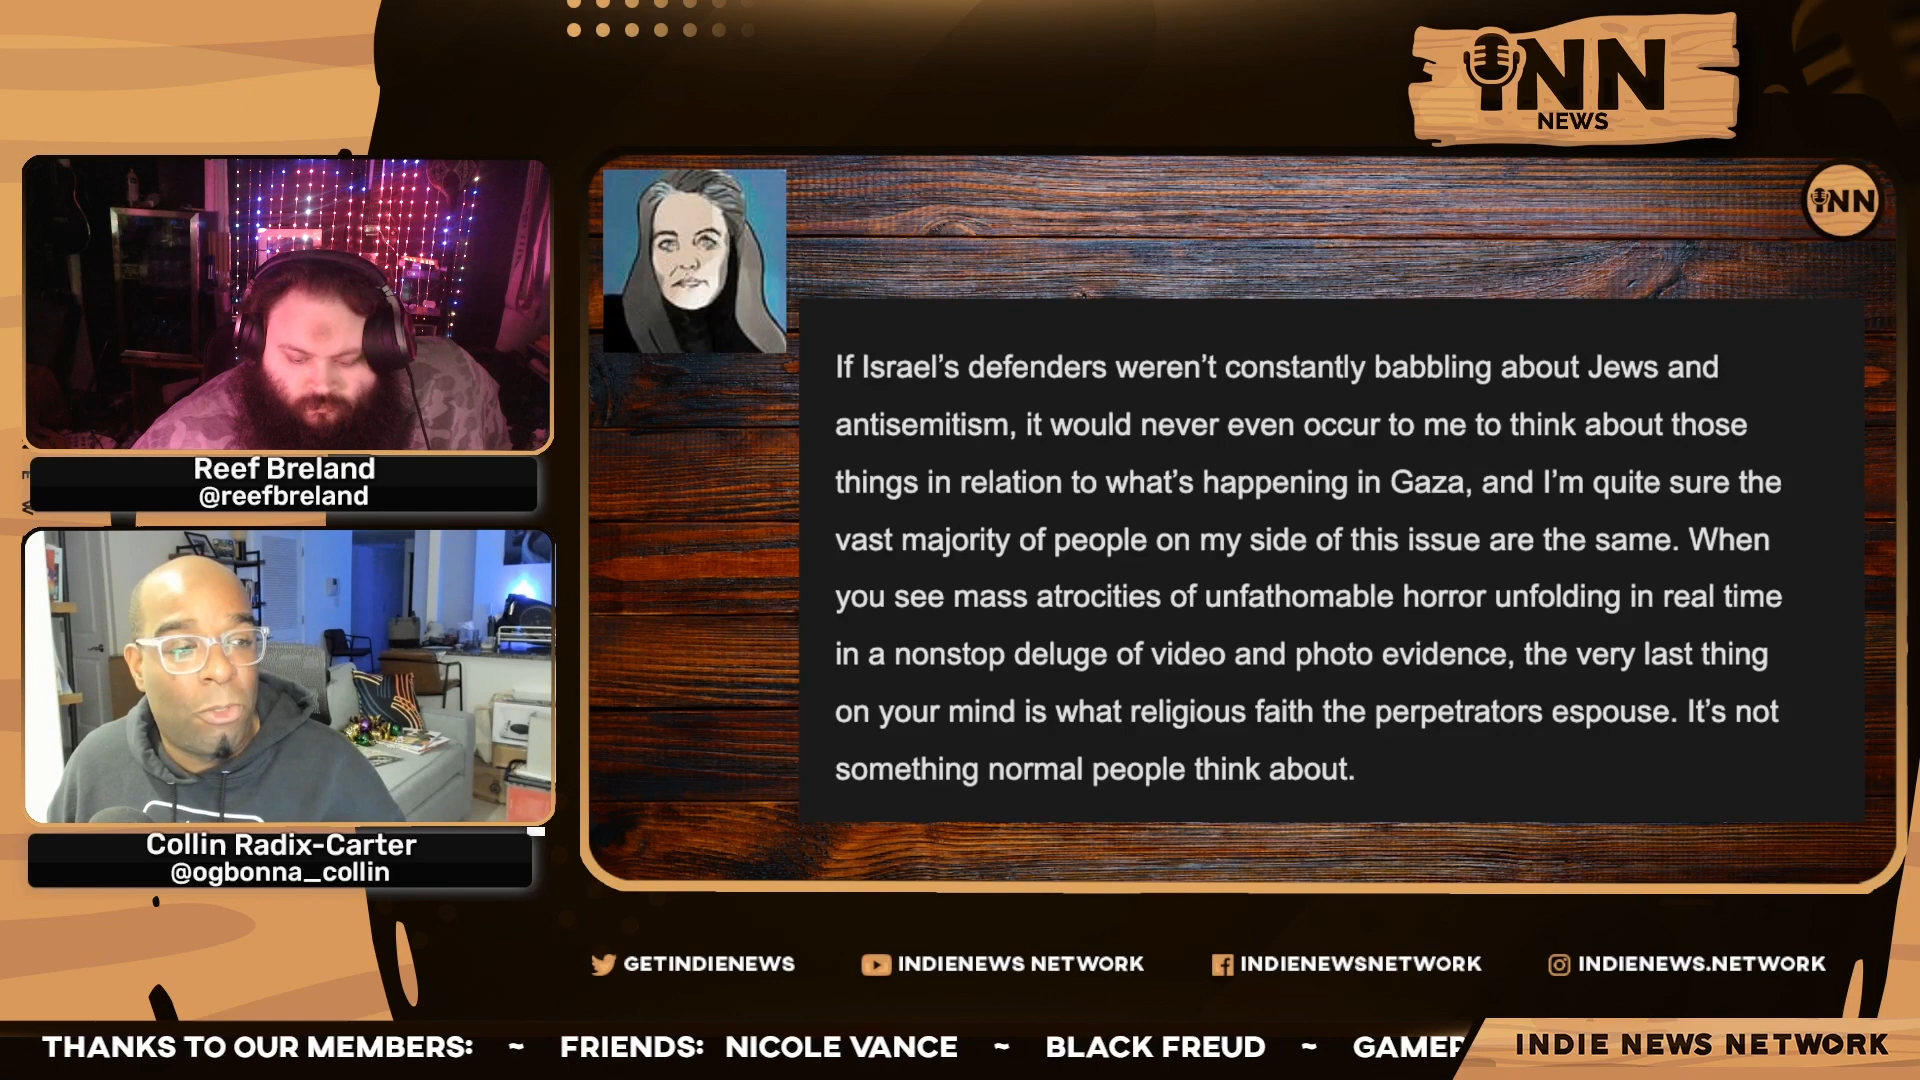 iNN
NEWS
iNN
If Israel’s defenders weren’t constantly babbling about Jews and
antisemitism, it would never even occur to me to think about those
things in relation to what’s happening in Gaza, and I’m quite sure the
vast majority of people on my side of this issue are the same. When
you see mass atrocities of unfathomable horror unfolding in real time
in a nonstop deluge of video and photo evidence, the very last thing
on your mind is what religious faith the perpetrators espouse. It’s not
something normal people think about.
Reef Breland
@reefbreland
Collin Radix-Carter
@ogbonna_collin
GETINDIENEWS
INDIENEWS NETWORK
INDIENEWSNETWORK
INDIENEWS.NETWORK
THANKS TO OUR MEMBERS: ~ FRIENDS: NICOLE VANCE ~ BLACK FREUD ~ GAMER
INDIE NEWS NETWORK